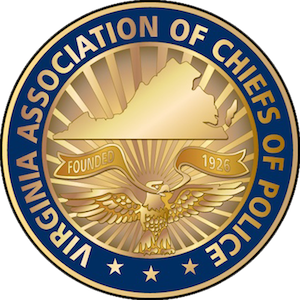 VIRGINIA ASSOCIATION OF CHIEFS OF POLICE
FOUNDED 1926